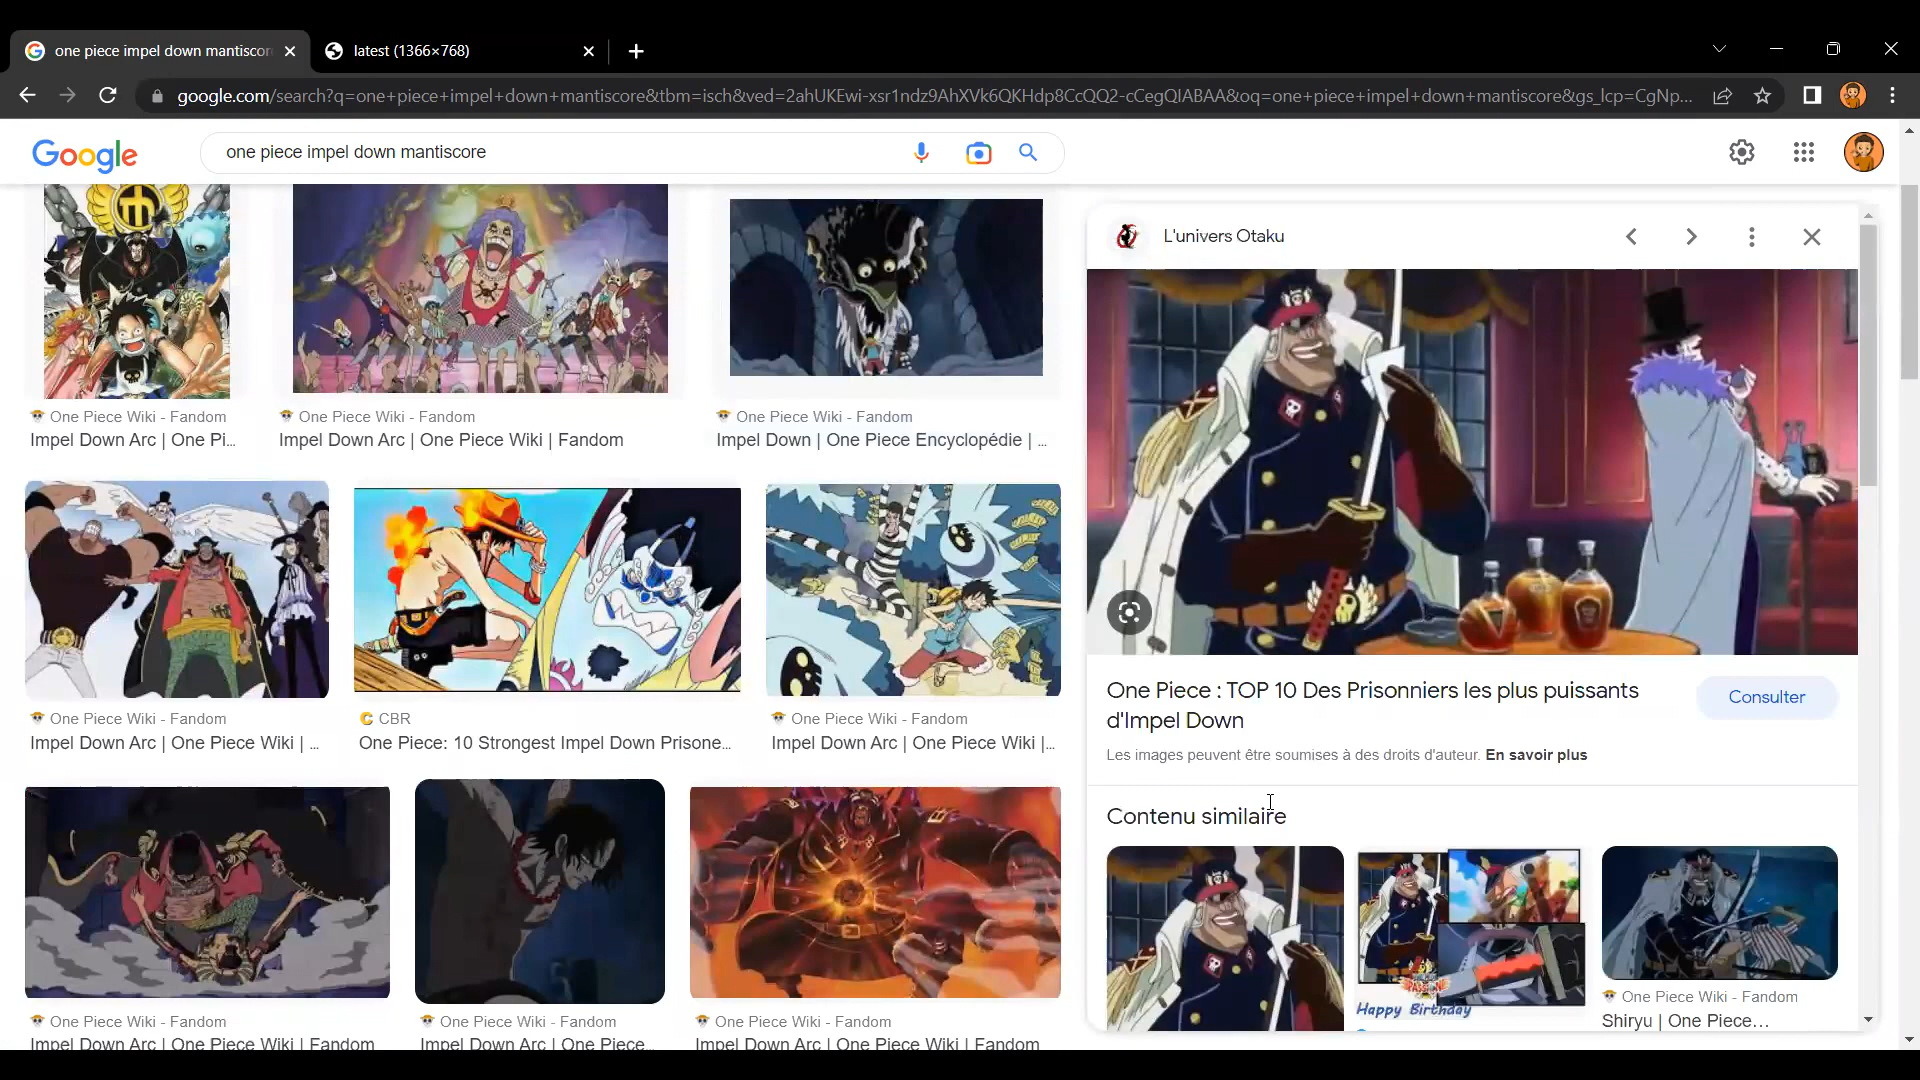 one piece impel down mantiscor
latest (1366×768)
google.com/search?q=one+piece+impel+down+mantiscore&tbm=isch&ved=2ahUKEwi-xsr1ndz9AhXVk6QKHdp8CcQQ2-cCegQIABAA&oq=one+piece+impel+down+mantiscore&gs_lcp=CgNp...
Google
one piece impel down mantiscore
L'univers Otaku
One Piece Wiki - Fandom
Impel Down Arc | One Pi...
One Piece Wiki - Fandom
Impel Down Arc | One Piece Wiki | Fandom
One Piece Wiki - Fandom
Impel Down | One Piece Encyclopédie | ...
One Piece Wiki - Fandom
Impel Down Arc | One Piece Wiki | ...
CBR
One Piece: 10 Strongest Impel Down Prisone...
One Piece Wiki - Fandom
Impel Down Arc | One Piece Wiki |...
One Piece Wiki - Fandom
Impel Down Arc | One Piece Wiki | Fandom
One Piece Wiki - Fandom
Impel Down Arc | One Piece...
One Piece Wiki - Fandom
Impel Down Arc | One Piece Wiki | Fandom
One Piece : TOP 10 Des Prisonniers les plus puissants
d'Impel Down
Consulter
Les images peuvent être soumises à des droits d'auteur. En savoir plus
Contenu similaire
Happy Birthday
One Piece Wiki - Fandom
Shiryu | One Piece...